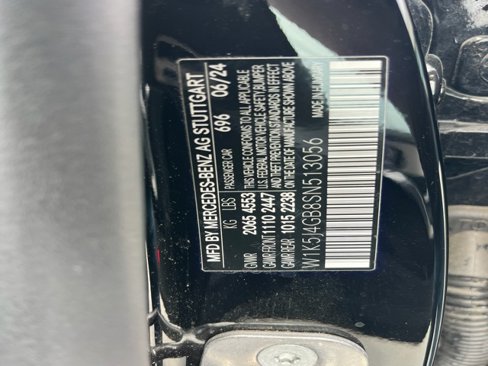 MFD BY MERCEDES-BENZ AG STUTTGART
696 06/24
PASSENGER CAR
KG LBS
GVWR 2065 4553
GAWR FRONT 1110 2447
GAWR REAR 1015 2238
THIS VEHICLE CONFORMS TO ALL APPLICABLE
U.S. FEDERAL MOTOR VEHICLE SAFETY, BUMPER
AND THEFT PREVENTION STANDARDS IN EFFECT
ON THE DATE OF MANUFACTURE SHOWN ABOVE
W1K5J4GB8SN513056
MADE IN